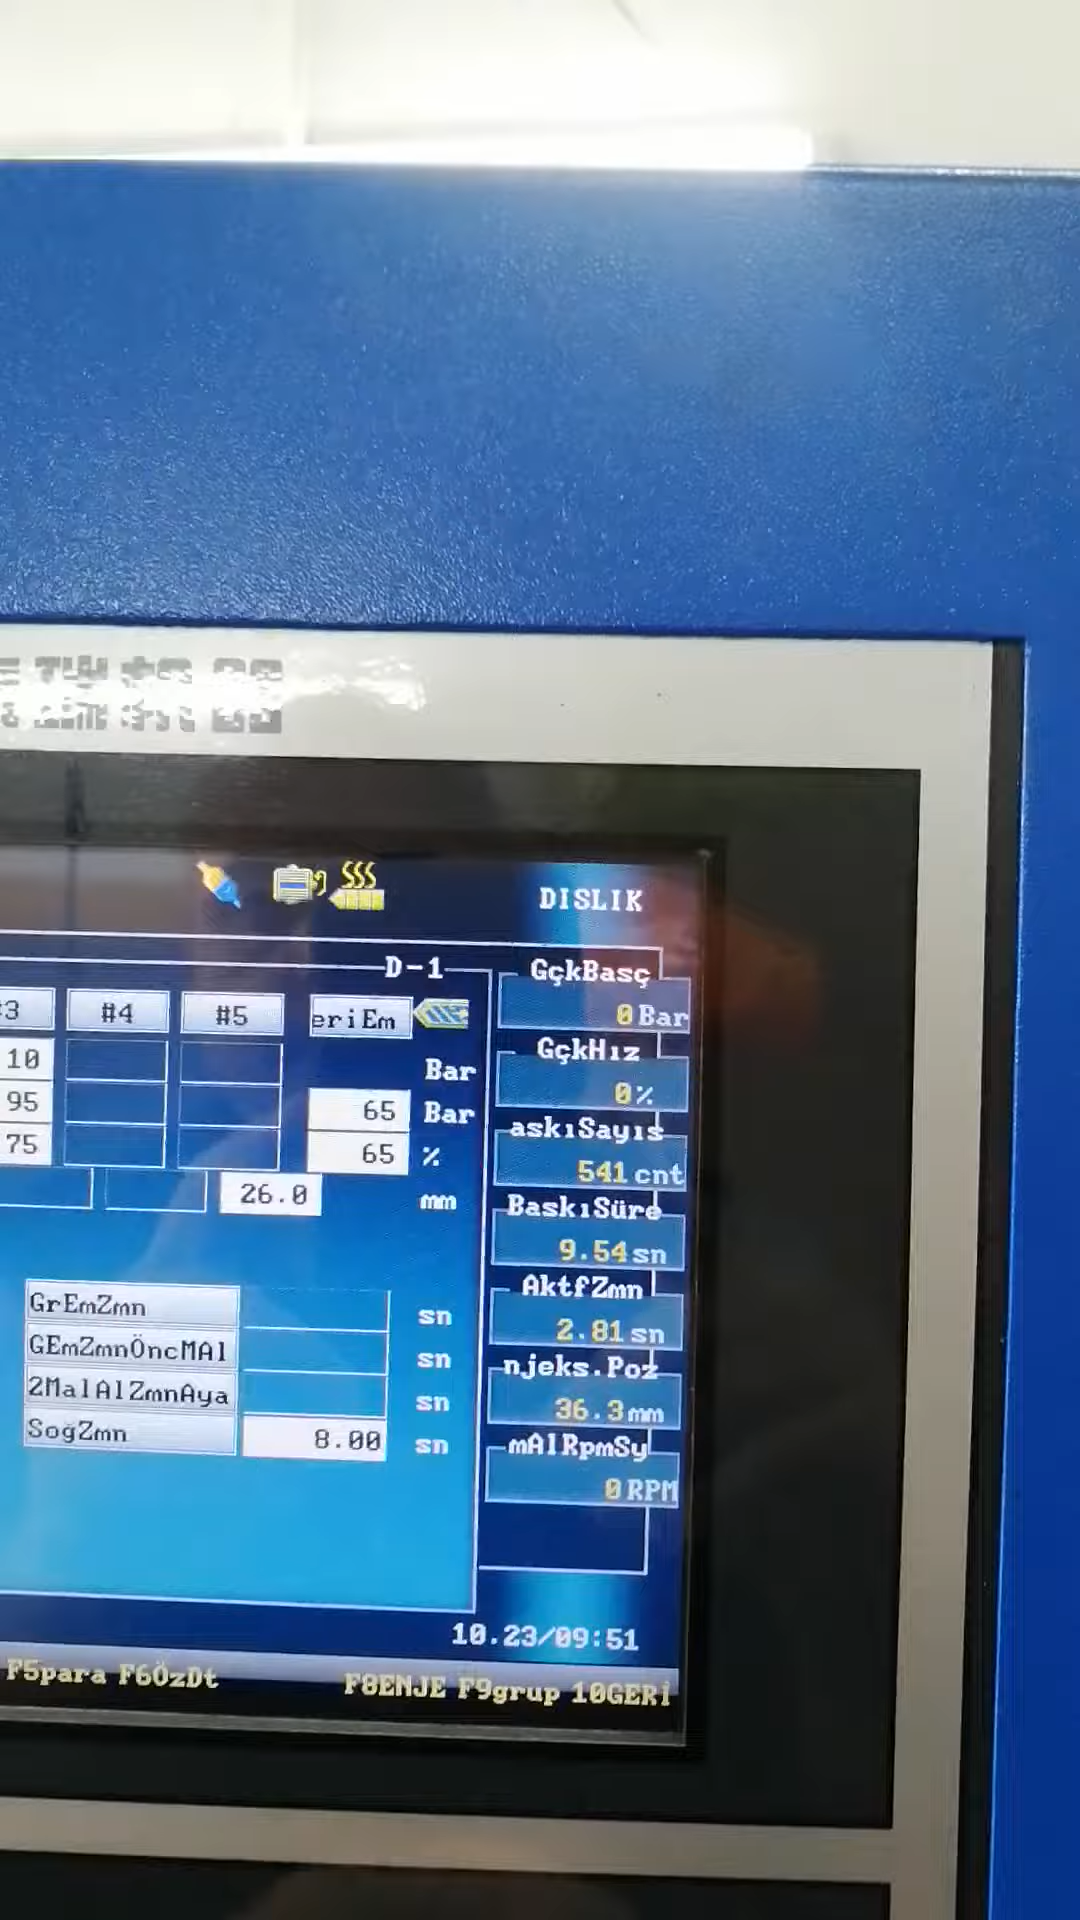 DISLIK
D-1
#3 #4 #5 eriEm
10 Bar
95 65 Bar
75 65 %
26.0 mm
GrEmZmn sn
GEmZmnÖncMAl sn
2MalAlZmnAya sn
SoğZmn 8.00 sn
GçkBasç
0 Bar
GçkHız
0 %
askıSayıs
541 cnt
BaskıSüre
9.54 sn
AktfZmn
2.81 sn
njeks.Poz
36.3 mm
mAlRpmSy
0 RPM
10.23/09:51
F5para F6ÖzDt F8ENJE F9grup 10GERİ